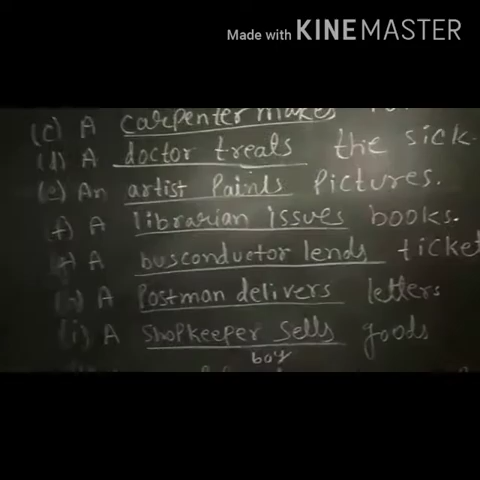 Made with KINEMASTER
(c) A carpenter makes
(d) A doctor treats the sick.
(e) An artist Paints Pictures.
(f) A librarian issues books.
A busconductor lends ticket
(h) A Postman delivers letters
(i) A Shopkeeper sells goods
boy